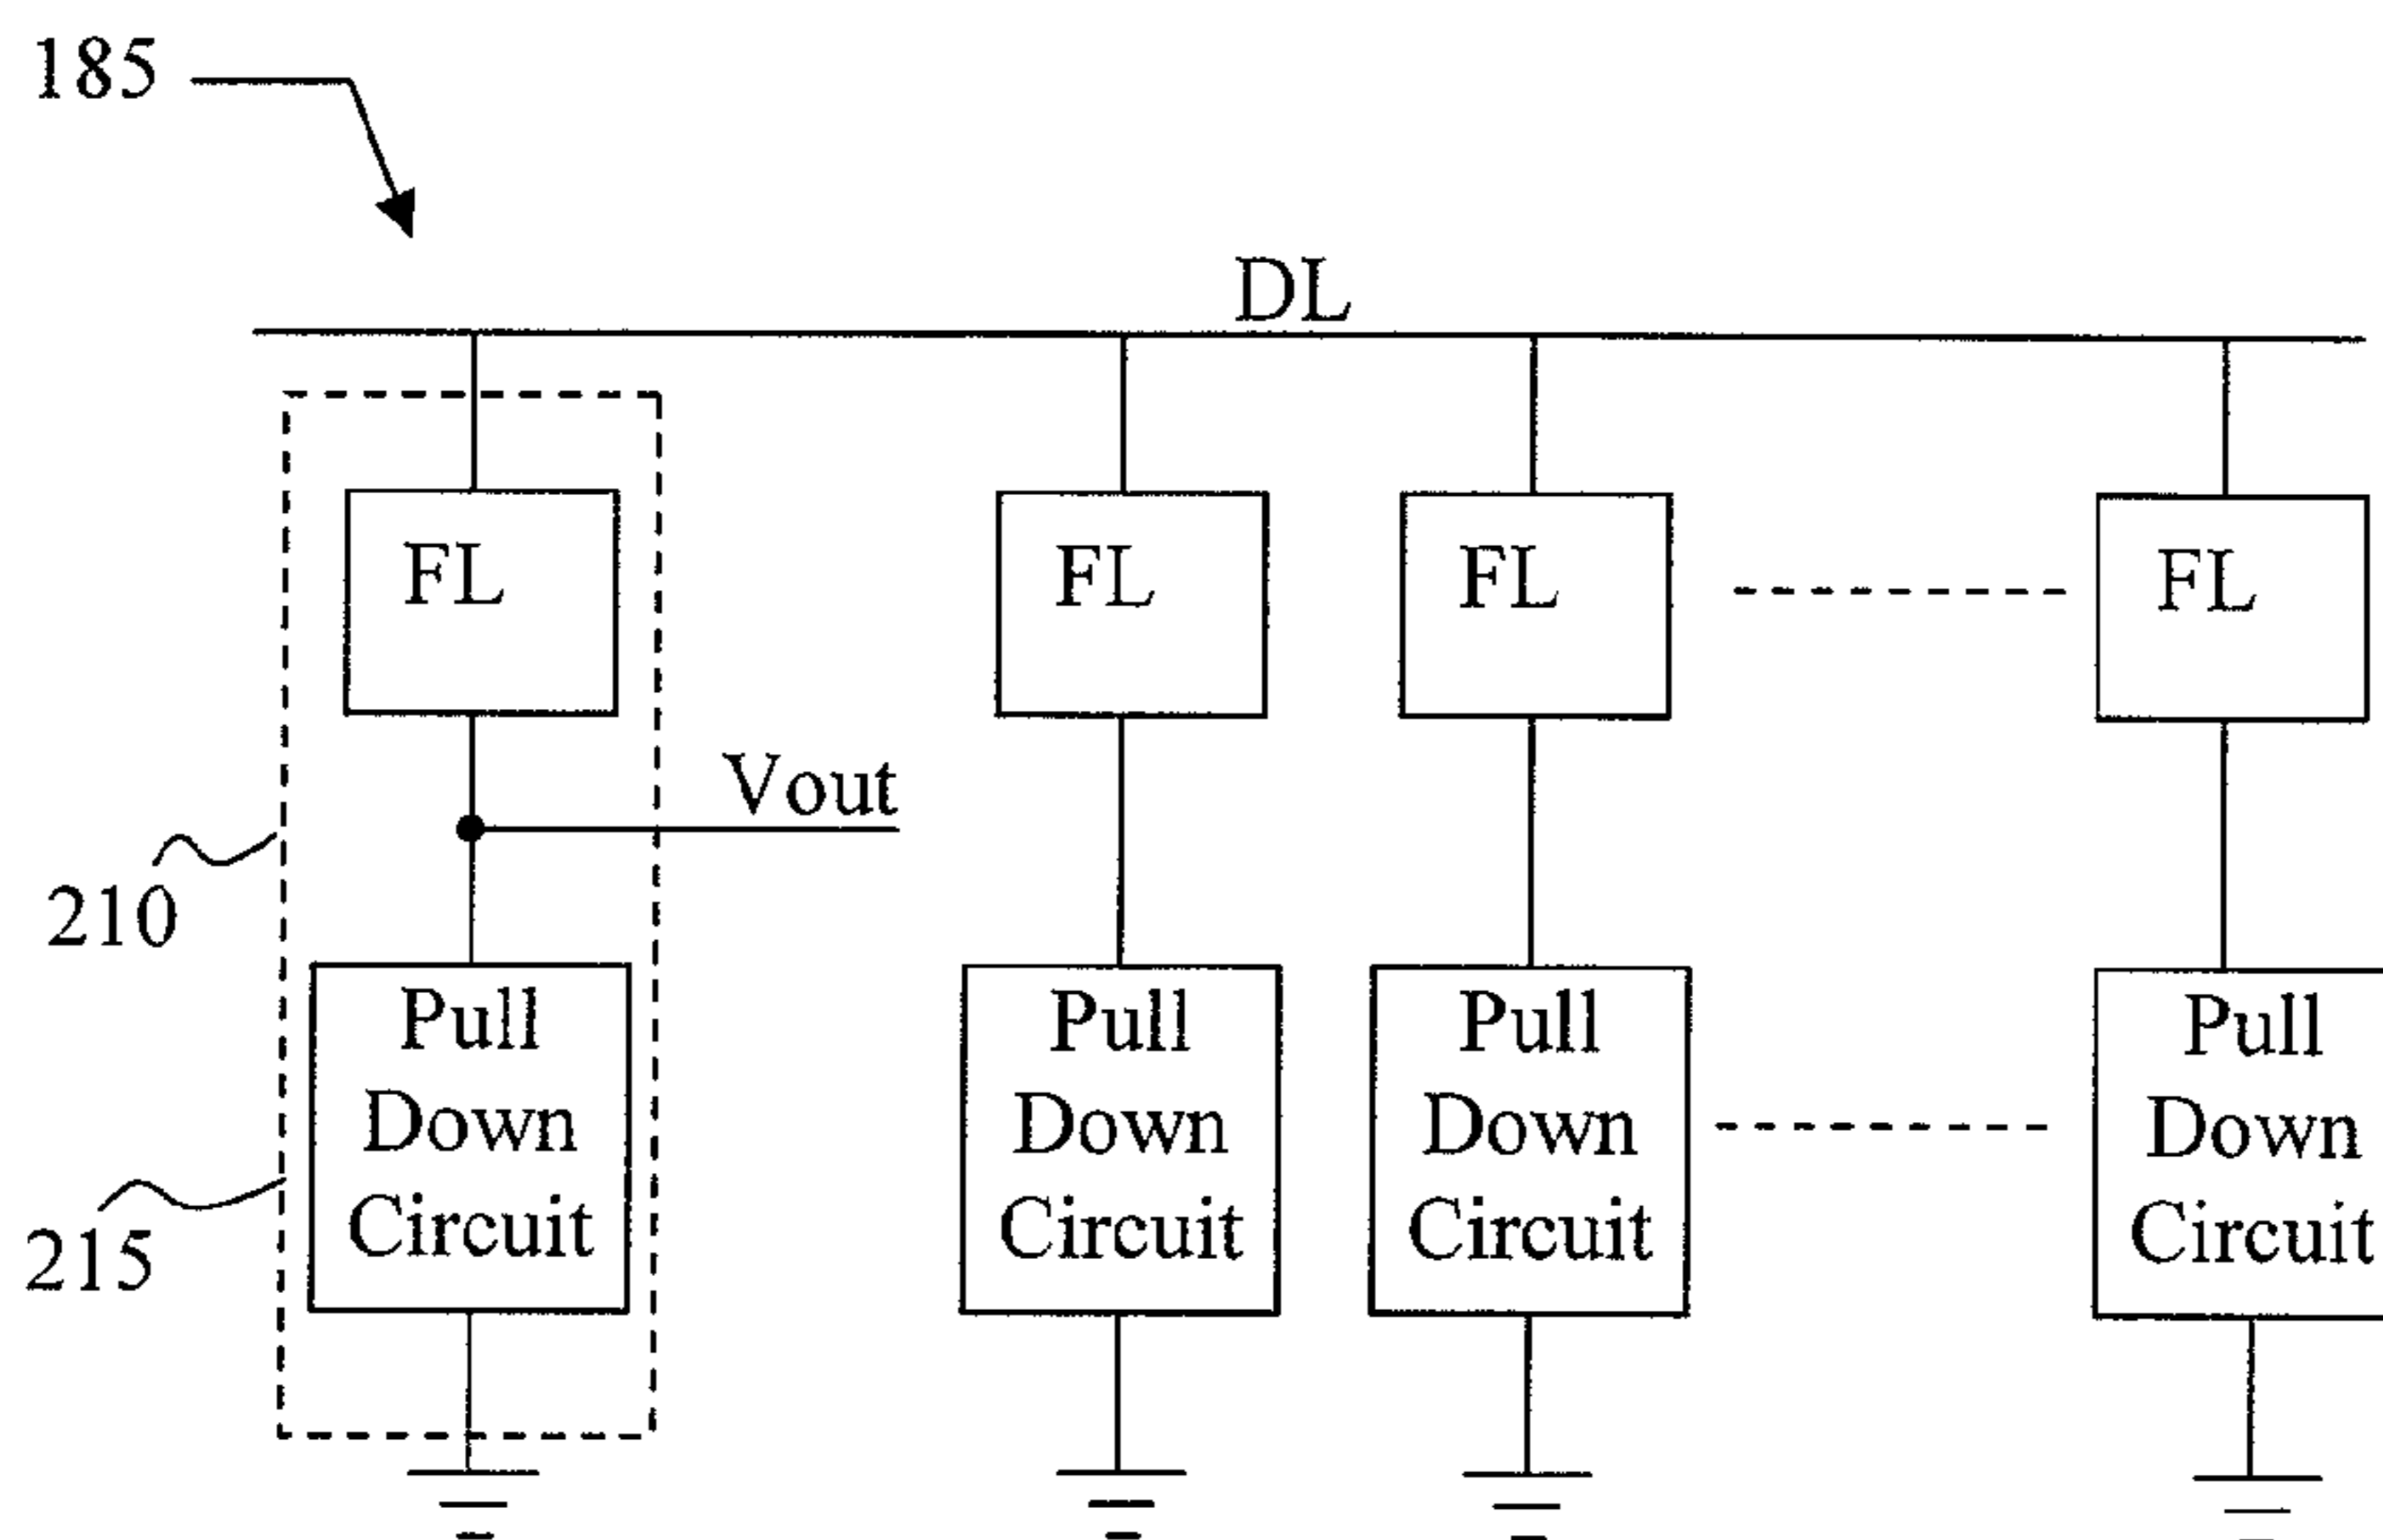 185
DL
FL
FL
FL
FL
Vout
210
Pull
Down
Circuit
Pull
Down
Circuit
Pull
Down
Circuit
Pull
Down
Circuit
215